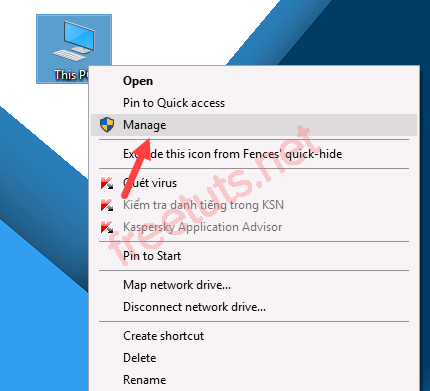 This PC
Open
Pin to Quick access
Manage
Exclude this icon from Fences' quick-hide
Quét virus
Kiểm tra danh tiếng trong KSN
Kaspersky Application Advisor
Pin to Start
Map network drive...
Disconnect network drive...
Create shortcut
Delete
Rename
freetuts.net